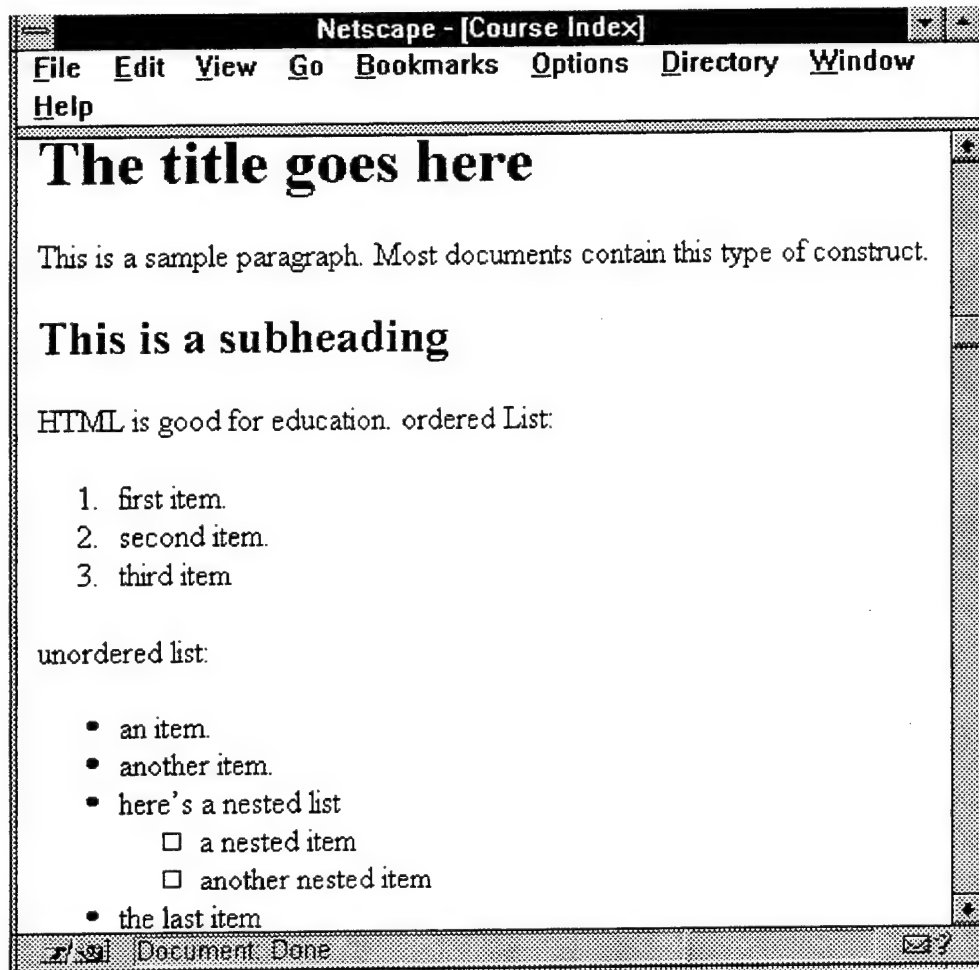 Netscape - [Course Index]
File Edit View Go Bookmarks Options Directory Window
Help
The title goes here
This is a sample paragraph. Most documents contain this type of construct.
This is a subheading
HTML is good for education. ordered List:
1. first item.
2. second item.
3. third item
unordered list:
• an item.
• another item.
• here's a nested list
□ a nested item
□ another nested item
• the last item
Document: Done
?